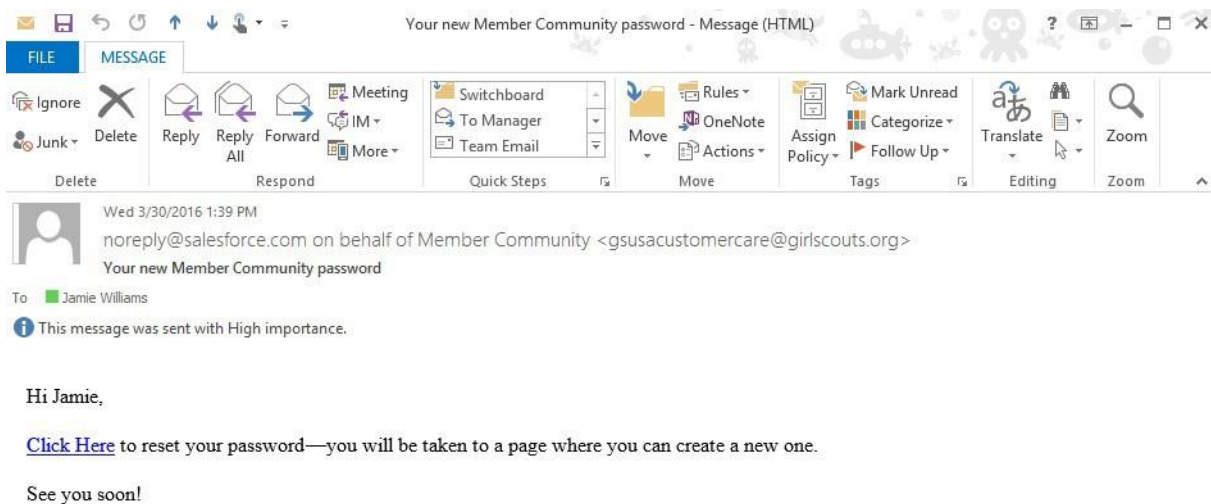 Your new Member Community password - Message (HTML)
?
FILE MESSAGE
Ignore
Junk
Delete
Reply
Reply All
Forward
Meeting
IM
More
Switchboard
To Manager
Team Email
Move
Rules
OneNote
Actions
Assign Policy
Mark Unread
Categorize
Follow Up
Translate
Zoom
Delete Respond Quick Steps Move Tags Editing Zoom
Wed 3/30/2016 1:39 PM
noreply@salesforce.com on behalf of Member Community <gsusacustomercare@girlscouts.org>
Your new Member Community password
To Jamie Williams
This message was sent with High importance.
Hi Jamie,
Click Here to reset your password—you will be taken to a page where you can create a new one.
See you soon!